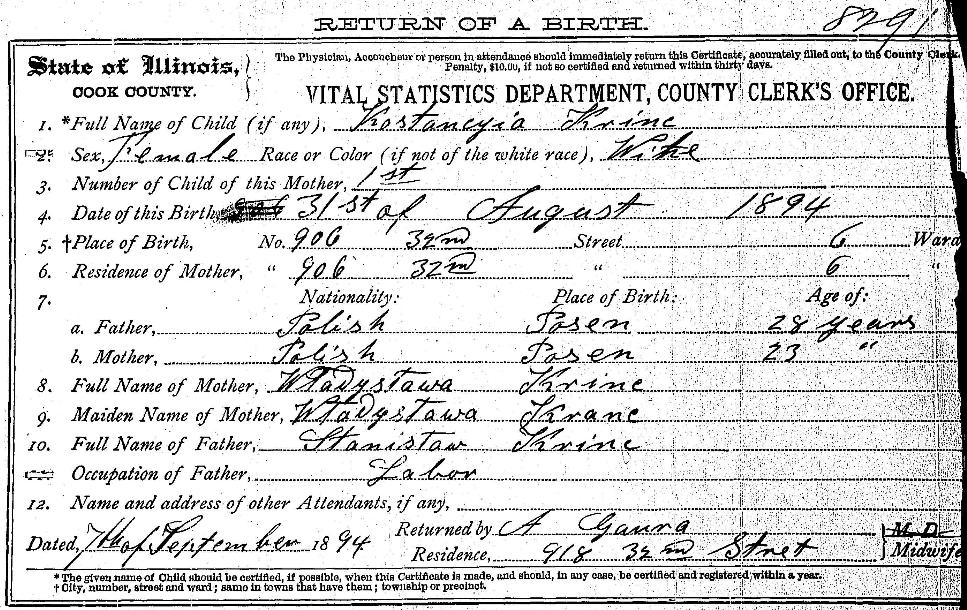 RETURN OF A BIRTH.
8291
State of Illinois,
COOK COUNTY.
The Physician, Accoucheur or person in attendance should immediately return this Certificate, accurately filled out, to the County Clerk.
Penalty, $10.00, if not so certified and returned within thirty days.
VITAL STATISTICS DEPARTMENT, COUNTY CLERK'S OFFICE.
1. *Full Name of Child (if any), Kostancyia Krinc
2. Sex, Female Race or Color (if not of the white race), Wite
3. Number of Child of this Mother, 1st
4. Date of this Birth 31st of August 1894
5. †Place of Birth, No. 906 32nd Street 6 Ward
6. Residence of Mother, " 906 32nd " 6 "
7. Nationality: Place of Birth: Age of:
a. Father, Polish Posen 28 years
b. Mother, Polish Posen 23 "
8. Full Name of Mother, Władysława Krinc
9. Maiden Name of Mother, Władysława Kranc
10. Full Name of Father, Stanisław Krinc
Occupation of Father, Labor
12. Name and address of other Attendants, if any,
Dated, 7th of September 1894 Returned by A Gawra M. D.
Residence, 918 32nd Stret Midwife
* The given name of Child should be certified, if possible, when this Certificate is made, and should, in any case, be certified and registered within a year.
† City, number, street and ward; same in towns that have them; township or precinct.